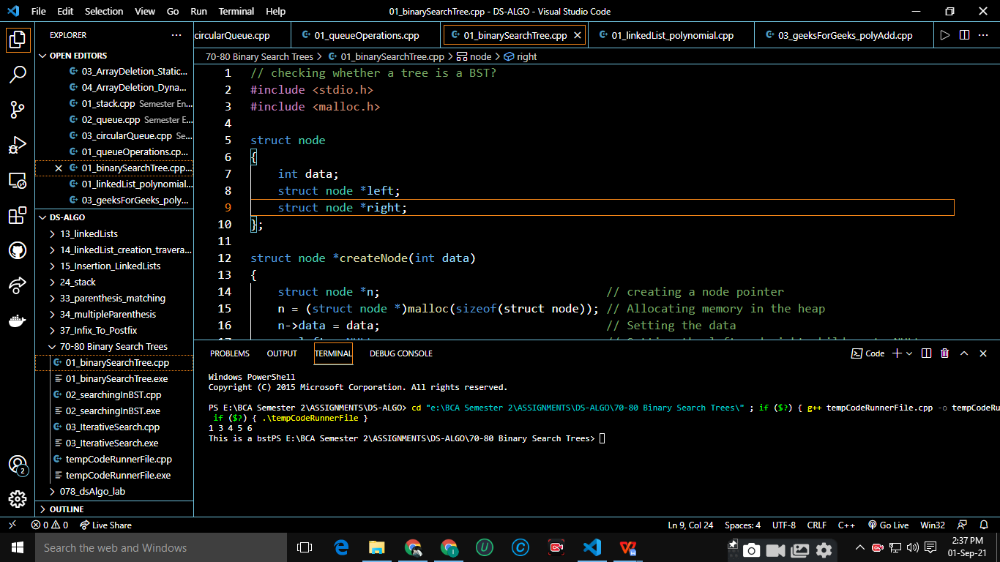 File Edit Selection View Go Run Terminal Help 01_binarySearchTree.cpp - DS-ALGO - Visual Studio Code
EXPLORER
OPEN EDITORS
03_ArrayDeletion_Static...
04_ArrayDeletion_Dyna...
01_stack.cpp Semester En...
02_queue.cpp Semester E...
03_circularQueue.cpp Se...
01_queueOperations.cp...
01_binarySearchTree.cpp...
01_linkedList_polynomial...
03_geeksForGeeks_poly...
DS-ALGO
13_linkedLists
14_linkedList_creation_travera...
15_Insertion_LinkedLists
24_stack
33_parenthesis_matching
34_multipleParenthesis
37_Infix_To_Postfix
70-80 Binary Search Trees
01_binarySearchTree.cpp
01_binarySearchTree.exe
02_searchingInBST.cpp
02_searchingInBST.exe
03_IterativeSearch.cpp
03_IterativeSearch.exe
tempCodeRunnerFile.cpp
tempCodeRunnerFile.exe
078_dsAlgo_lab
OUTLINE
2
circularQueue.cpp 01_queueOperations.cpp 01_binarySearchTree.cpp 01_linkedList_polynomial.cpp 03_geeksForGeeks_polyAdd.cpp
70-80 Binary Search Trees > 01_binarySearchTree.cpp > node > right
1 // checking whether a tree is a BST?
2 #include <stdio.h>
3 #include <malloc.h>
4
5 struct node
6 {
7 int data;
8 struct node *left;
9 struct node *right;
10 };
11
12 struct node *createNode(int data)
13 {
14 struct node *n; // creating a node pointer
15 n = (struct node *)malloc(sizeof(struct node)); // Allocating memory in the heap
16 n->data = data; // Setting the data
PROBLEMS OUTPUT TERMINAL DEBUG CONSOLE Code
Windows PowerShell
Copyright (C) 2015 Microsoft Corporation. All rights reserved.
PS E:\BCA Semester 2\ASSIGNMENTS\DS-ALGO> cd "e:\BCA Semester 2\ASSIGNMENTS\DS-ALGO\70-80 Binary Search Trees\" ; if ($?) { g++ tempCodeRunnerFile.cpp -o tempCodeRu
if ($?) { .\tempCodeRunnerFile }
1 3 4 5 6
This is a bstPS E:\BCA Semester 2\ASSIGNMENTS\DS-ALGO\70-80 Binary Search Trees>
0 0 Live Share Ln 9, Col 24 Spaces: 4 UTF-8 CRLF C++ Go Live Win32
Search the web and Windows
2:37 PM
01-Sep-21